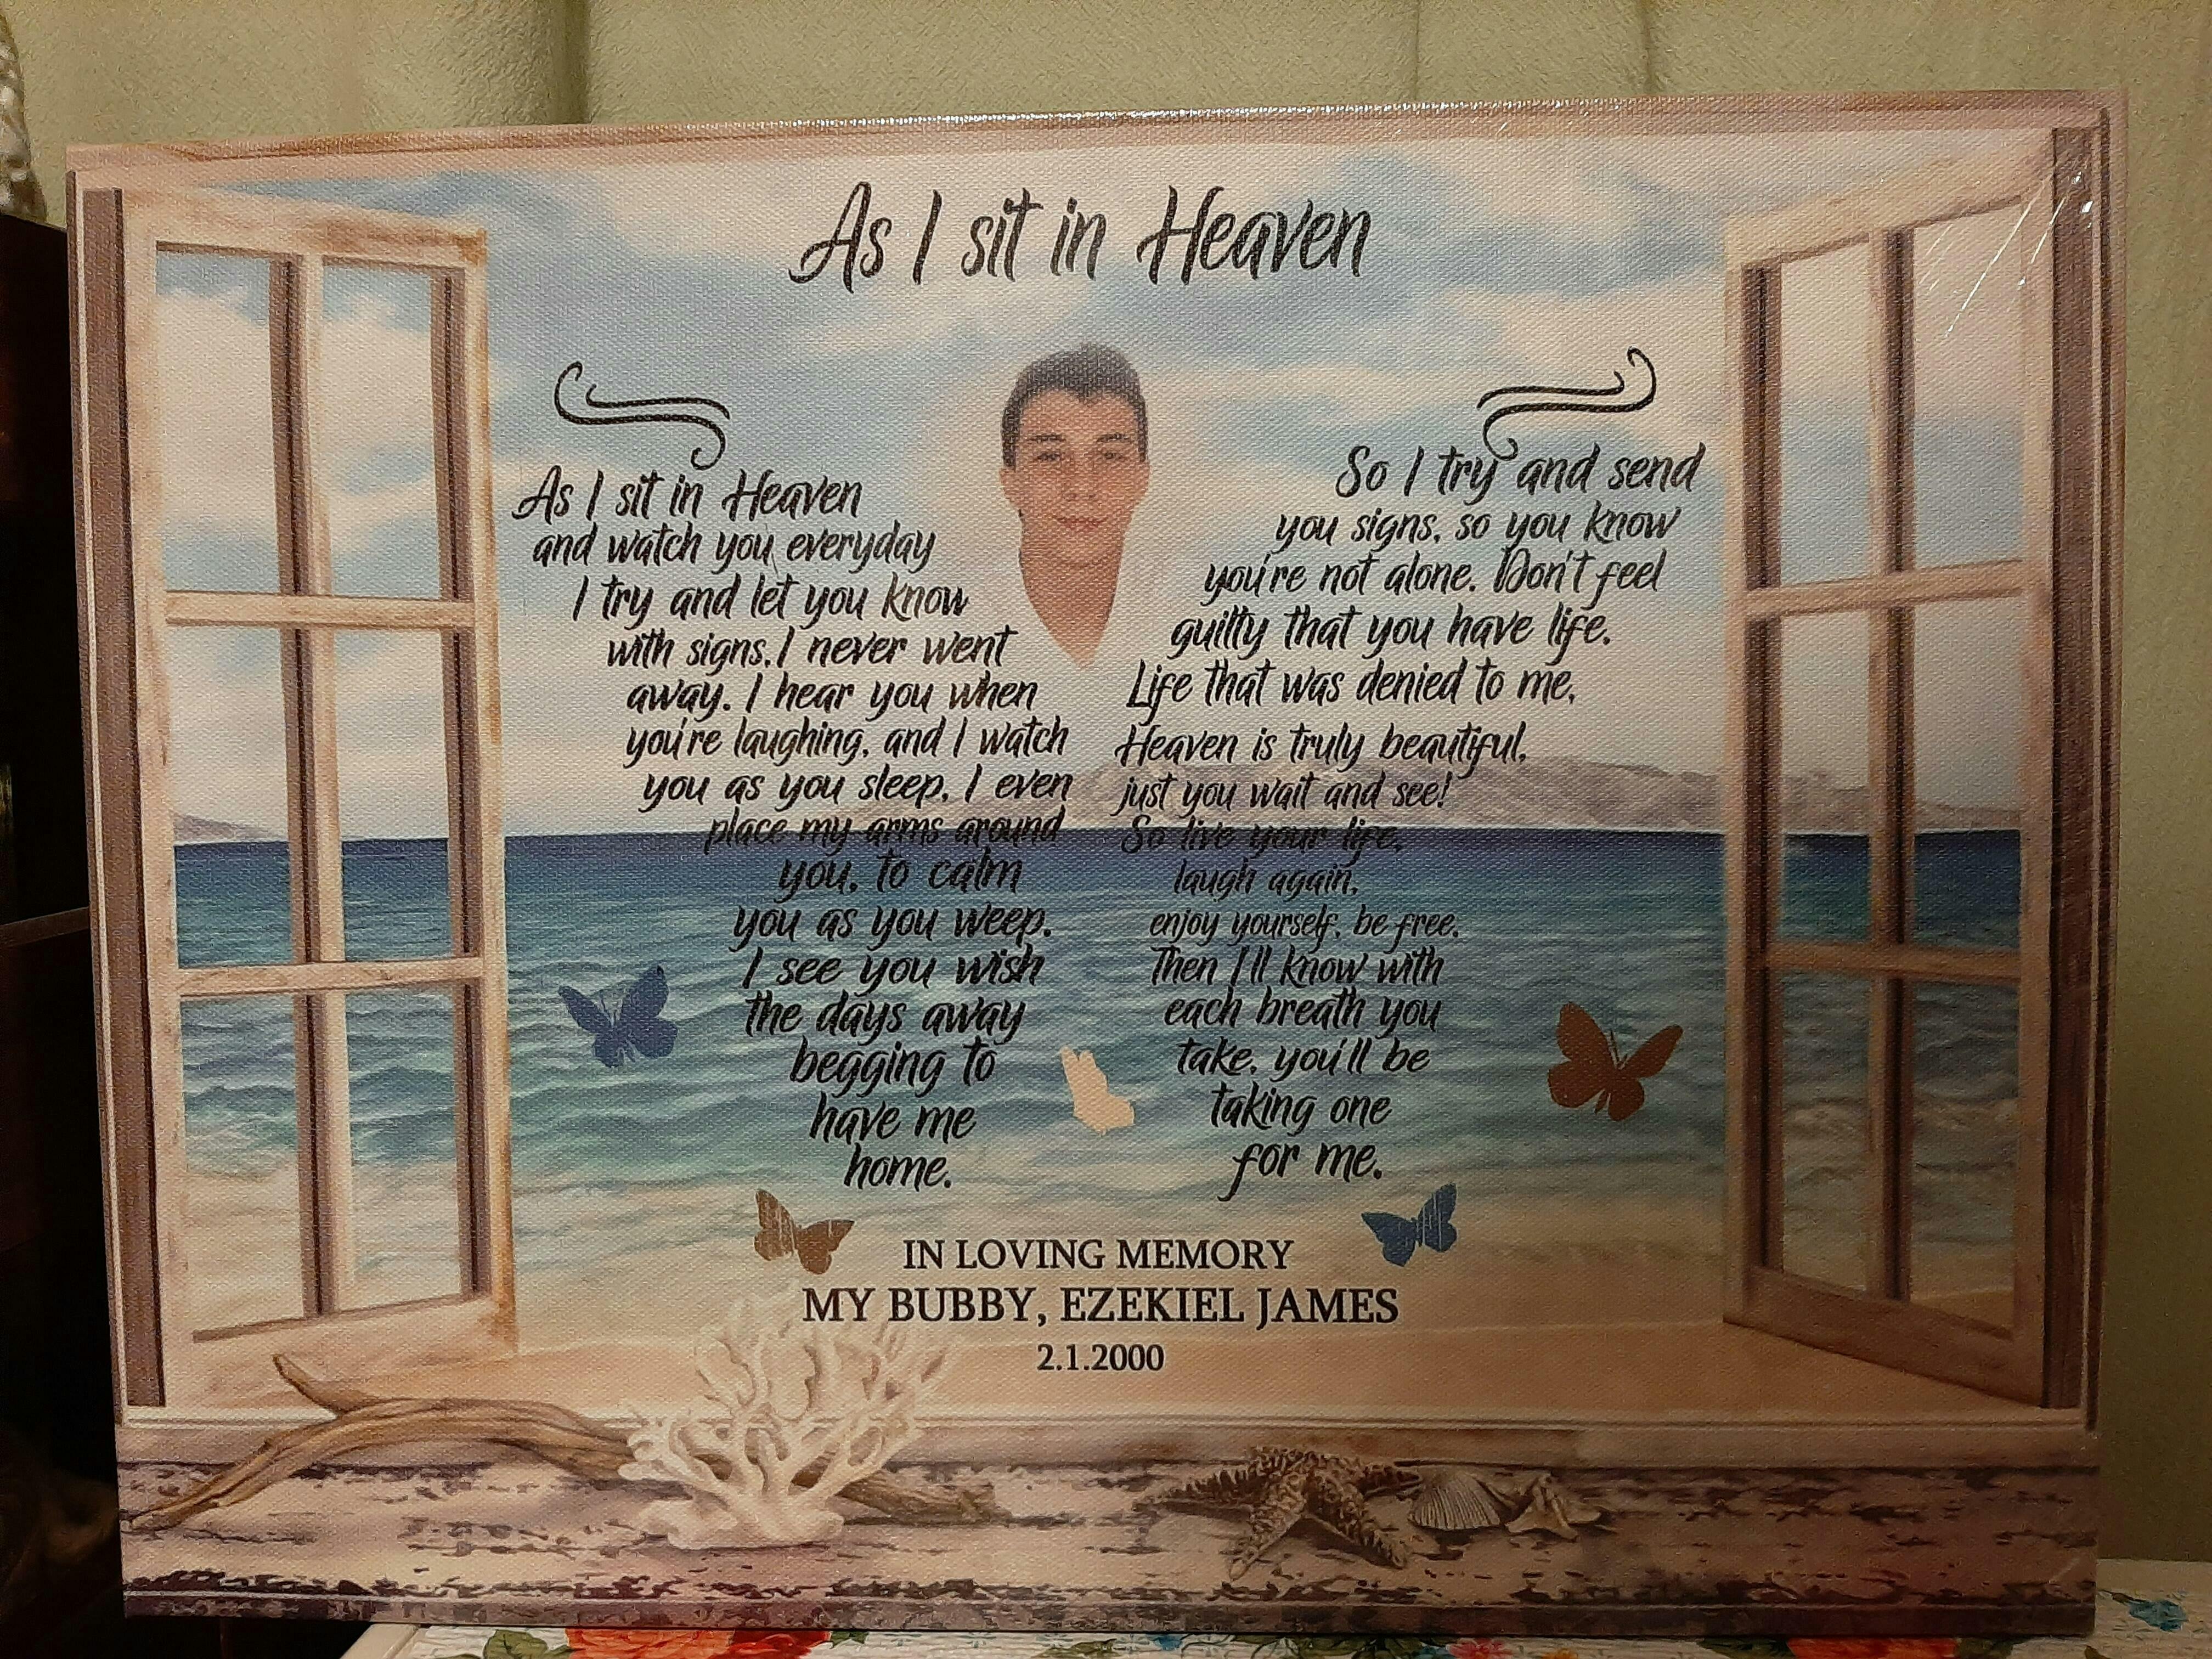 As I sit in Heaven
As I sit in Heaven
and watch you everyday
I try and let you know
with signs. I never went
away. I hear you when
you're laughing, and I watch
you as you sleep. I even
place my arms around
you, to calm
you as you weep.
I see you wish
the days away
begging to
have me
home.
So I try and send
you signs, so you know
you're not alone. Don't feel
guilty that you have life.
Life that was denied to me,
Heaven is truly beautiful,
just you wait and see!
So live your life,
laugh again,
enjoy yourself, be free.
Then I'll know with
each breath you
take, you'll be
taking one
for me.
IN LOVING MEMORY
MY BUBBY, EZEKIEL JAMES
2.1.2000